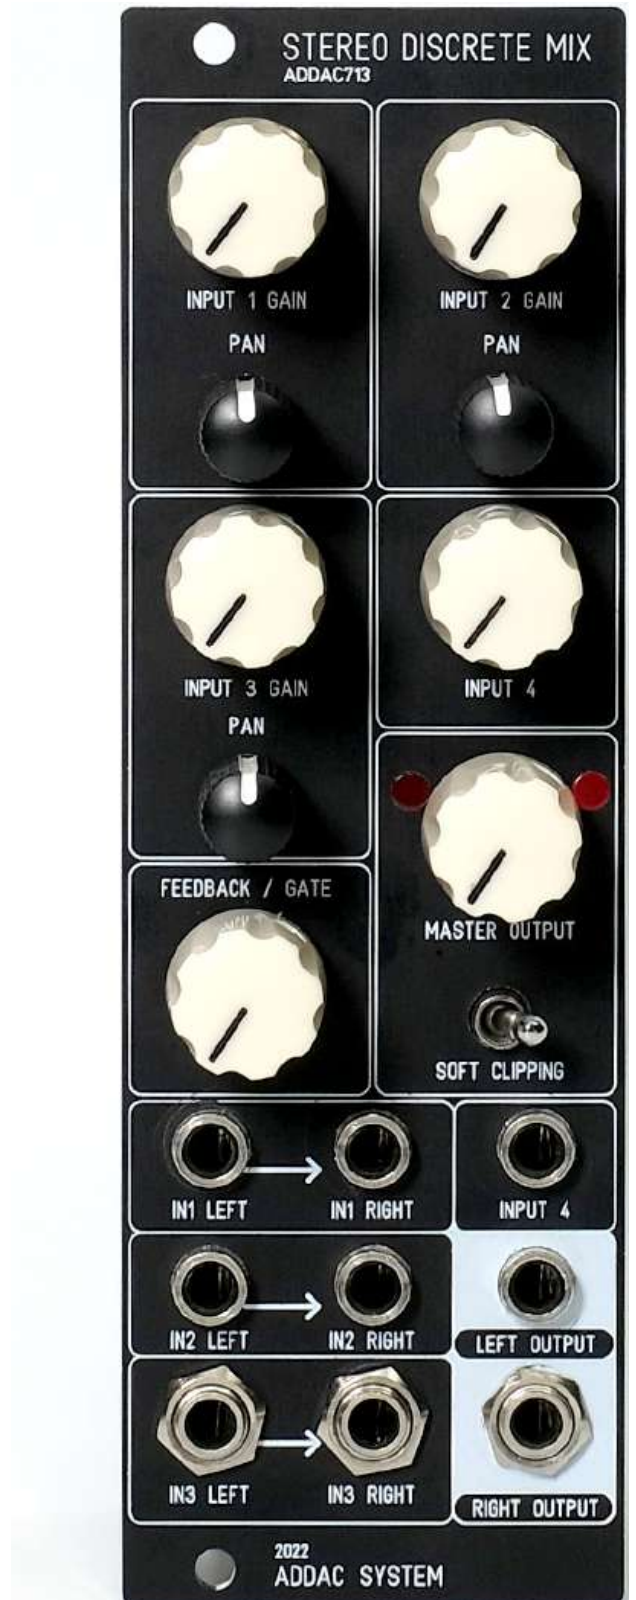 STEREO DISCRETE MIX
ADDAC713
INPUT 1 GAIN
INPUT 2 GAIN
PAN
PAN
INPUT 3 GAIN
INPUT 4
PAN
FEEDBACK / GATE
MASTER OUTPUT
SOFT CLIPPING
IN1 LEFT
IN1 RIGHT
INPUT 4
IN2 LEFT
IN2 RIGHT
LEFT OUTPUT
IN3 LEFT
IN3 RIGHT
RIGHT OUTPUT
2022
ADDAC SYSTEM